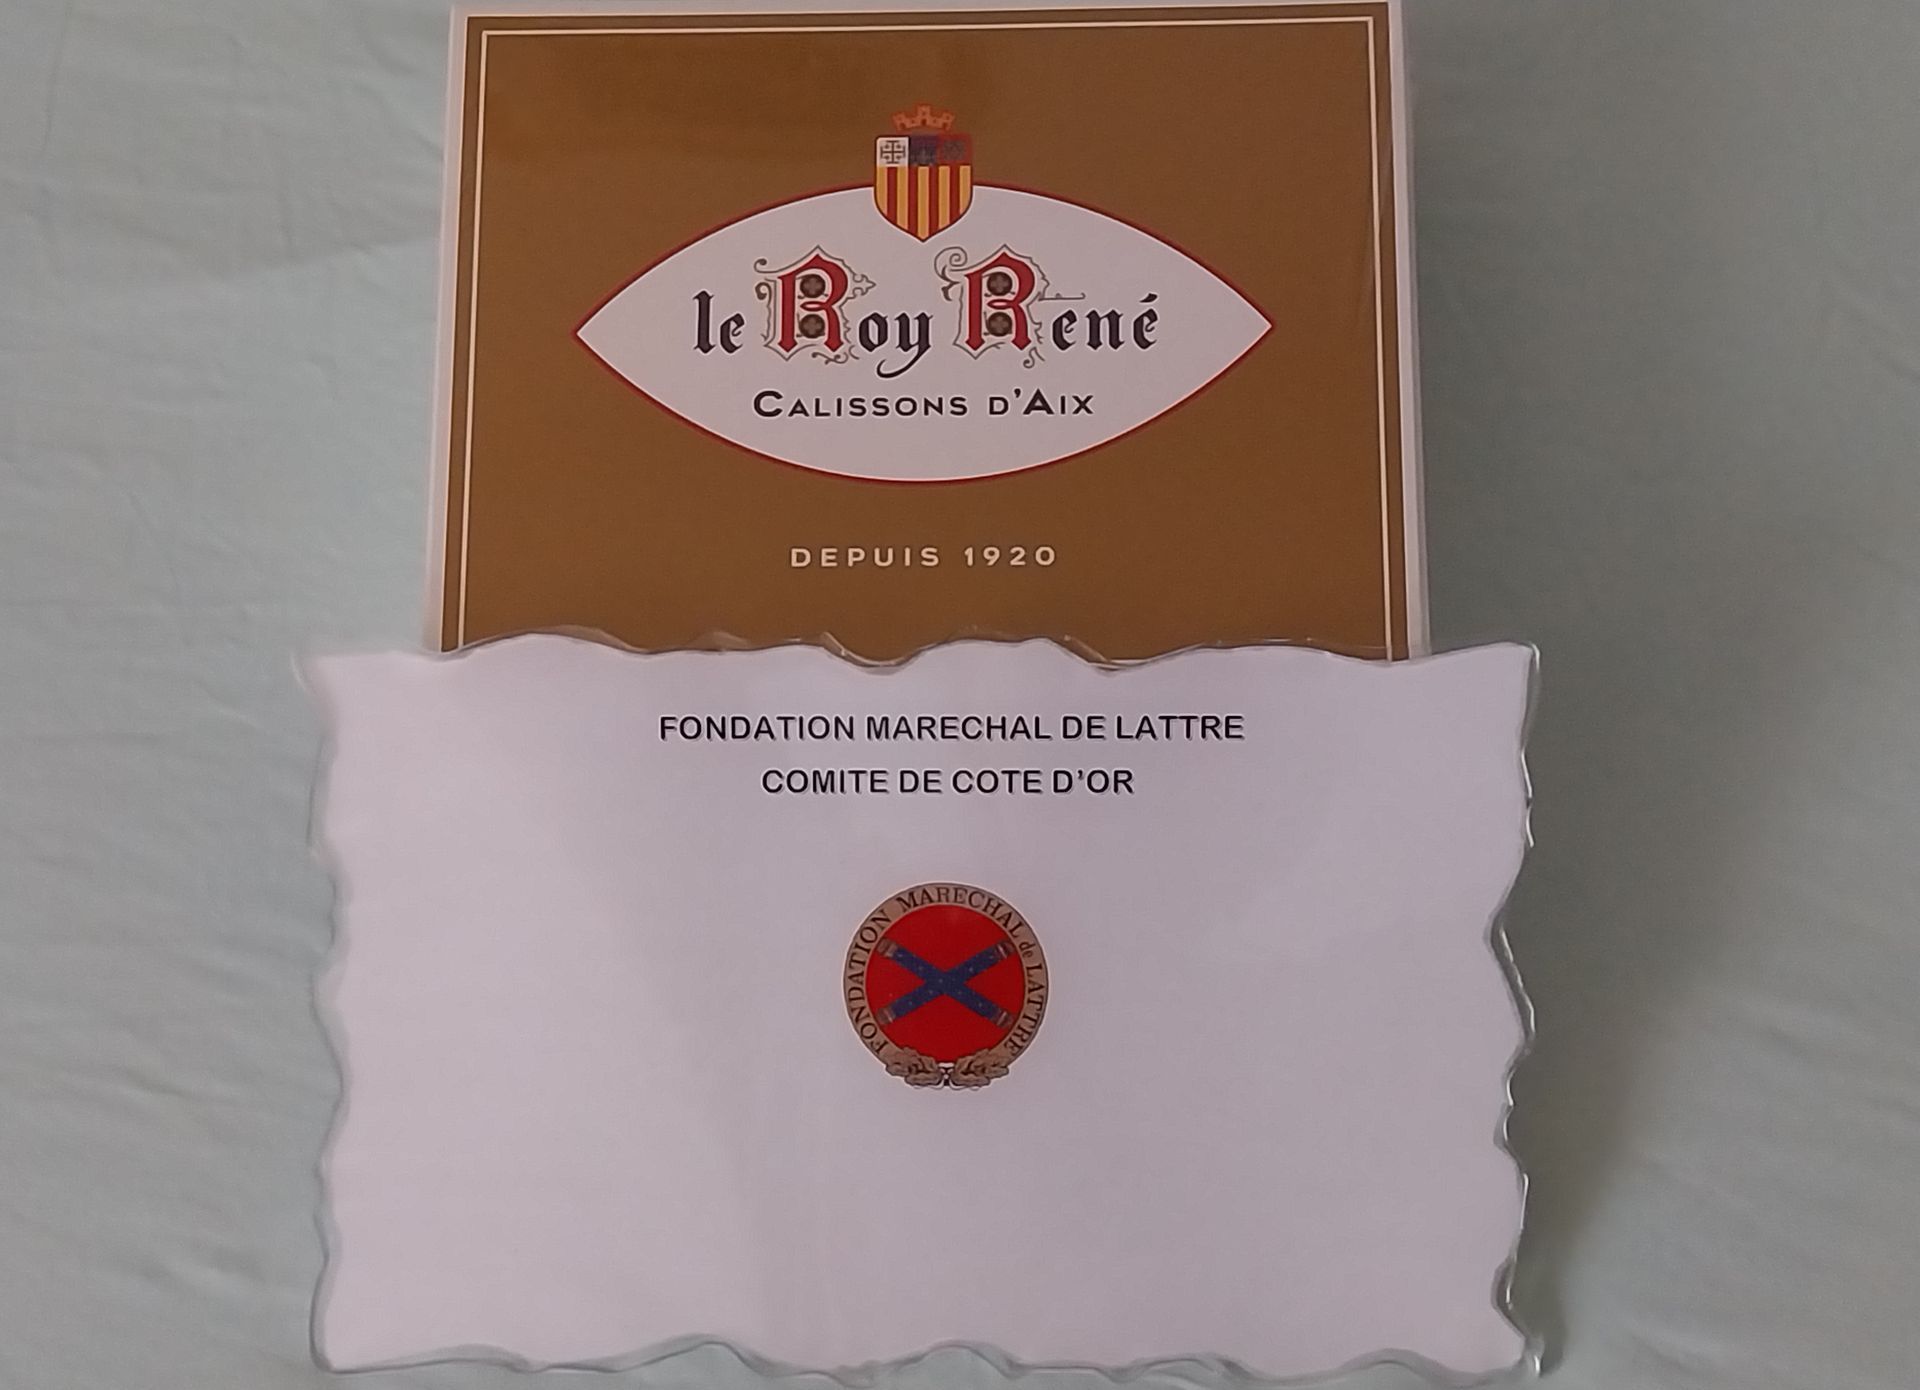 le Roy René
CALISSONS D'AIX
DEPUIS 1920
FONDATION MARECHAL DE LATTRE
COMITE DE COTE D'OR
FONDATION MARECHAL de LATTRE